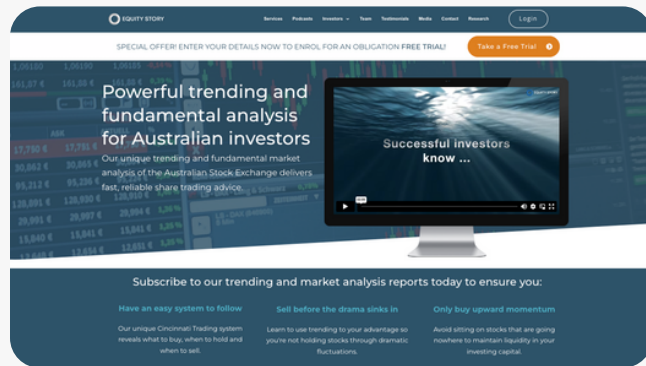 EQUITY STORY
Services Podcasts Investors Team Testimonials Media Contact Research Login
SPECIAL OFFER! ENTER YOUR DETAILS NOW TO ENROL FOR AN OBLIGATION FREE TRIAL! Take a Free Trial
Powerful trending and
fundamental analysis
for Australian investors
Our unique trending and fundamental market
analysis of the Australian Stock Exchange delivers
fast, reliable share trading advice.
Successful investors
know ...
Subscribe to our trending and market analysis reports today to ensure you:
Have an easy system to follow
Our unique Cincinnati Trading system
reveals what to buy, when to hold and
when to sell.
Sell before the drama sinks in
Learn to use trending to your advantage so
you're not holding stocks through dramatic
fluctuations.
Only buy upward momentum
Avoid sitting on stocks that are going
nowhere to maintain liquidity in your
investing capital.